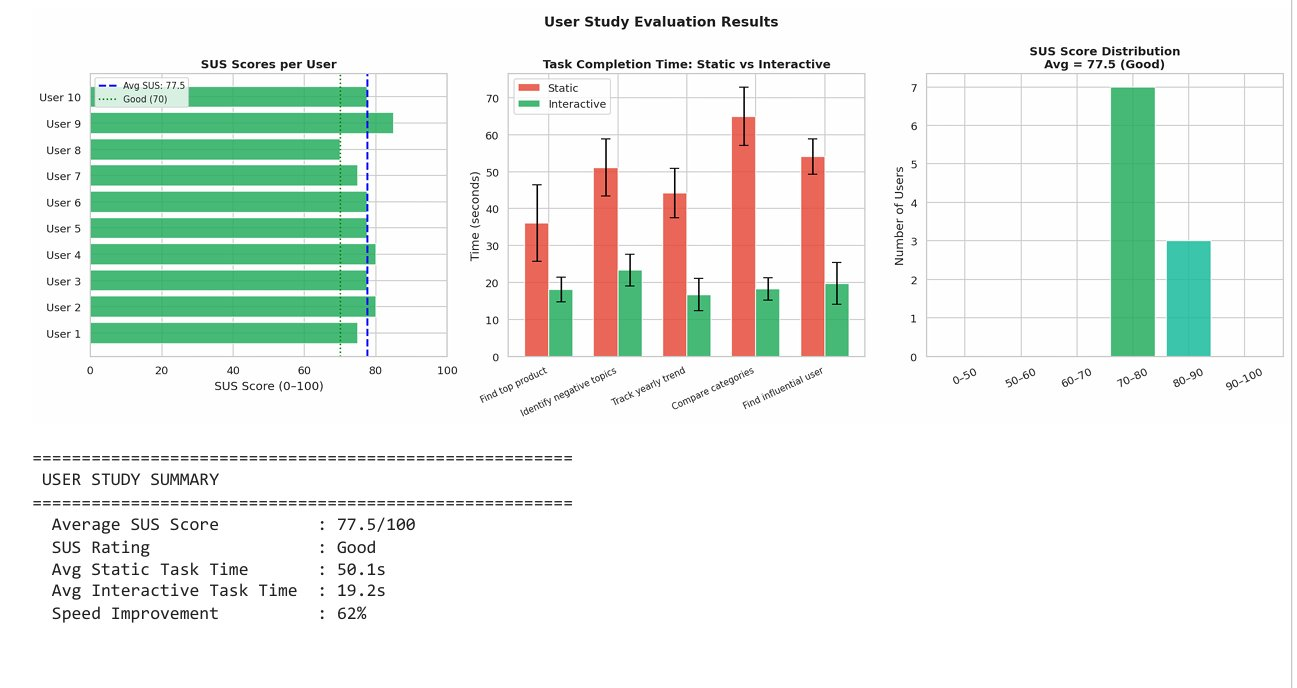 User Study Evaluation Results
SUS Scores per User
Avg SUS: 77.5
Good (70)
User 10
User 9
User 8
User 7
User 6
User 5
User 4
User 3
User 2
User 1
0 20 40 60 80 100
SUS Score (0–100)
Task Completion Time: Static vs Interactive
Static
Interactive
Time (seconds)
70
60
50
40
30
20
10
0
Find top product
Identify negative topics
Track yearly trend
Compare categories
Find influential user
SUS Score Distribution
Avg = 77.5 (Good)
Number of Users
7
6
5
4
3
2
1
0
0–50
50–60
60–70
70–80
80–90
90–100
=======================================================
USER STUDY SUMMARY
=======================================================
Average SUS Score : 77.5/100
SUS Rating : Good
Avg Static Task Time : 50.1s
Avg Interactive Task Time : 19.2s
Speed Improvement : 62%